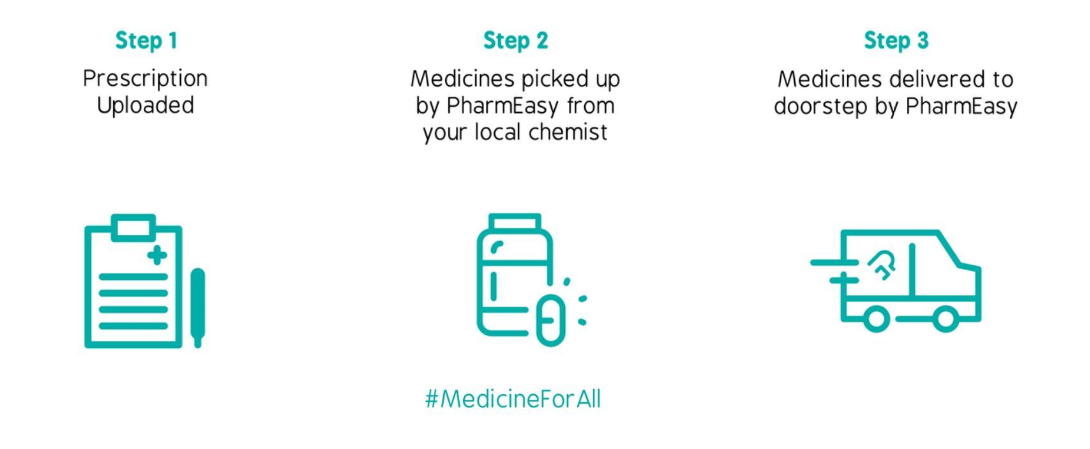 Step 1
Prescription
Uploaded
Step 2
Medicines picked up
by PharmEasy from
your local chemist
Step 3
Medicines delivered to
doorstep by PharmEasy
#MedicineForAll